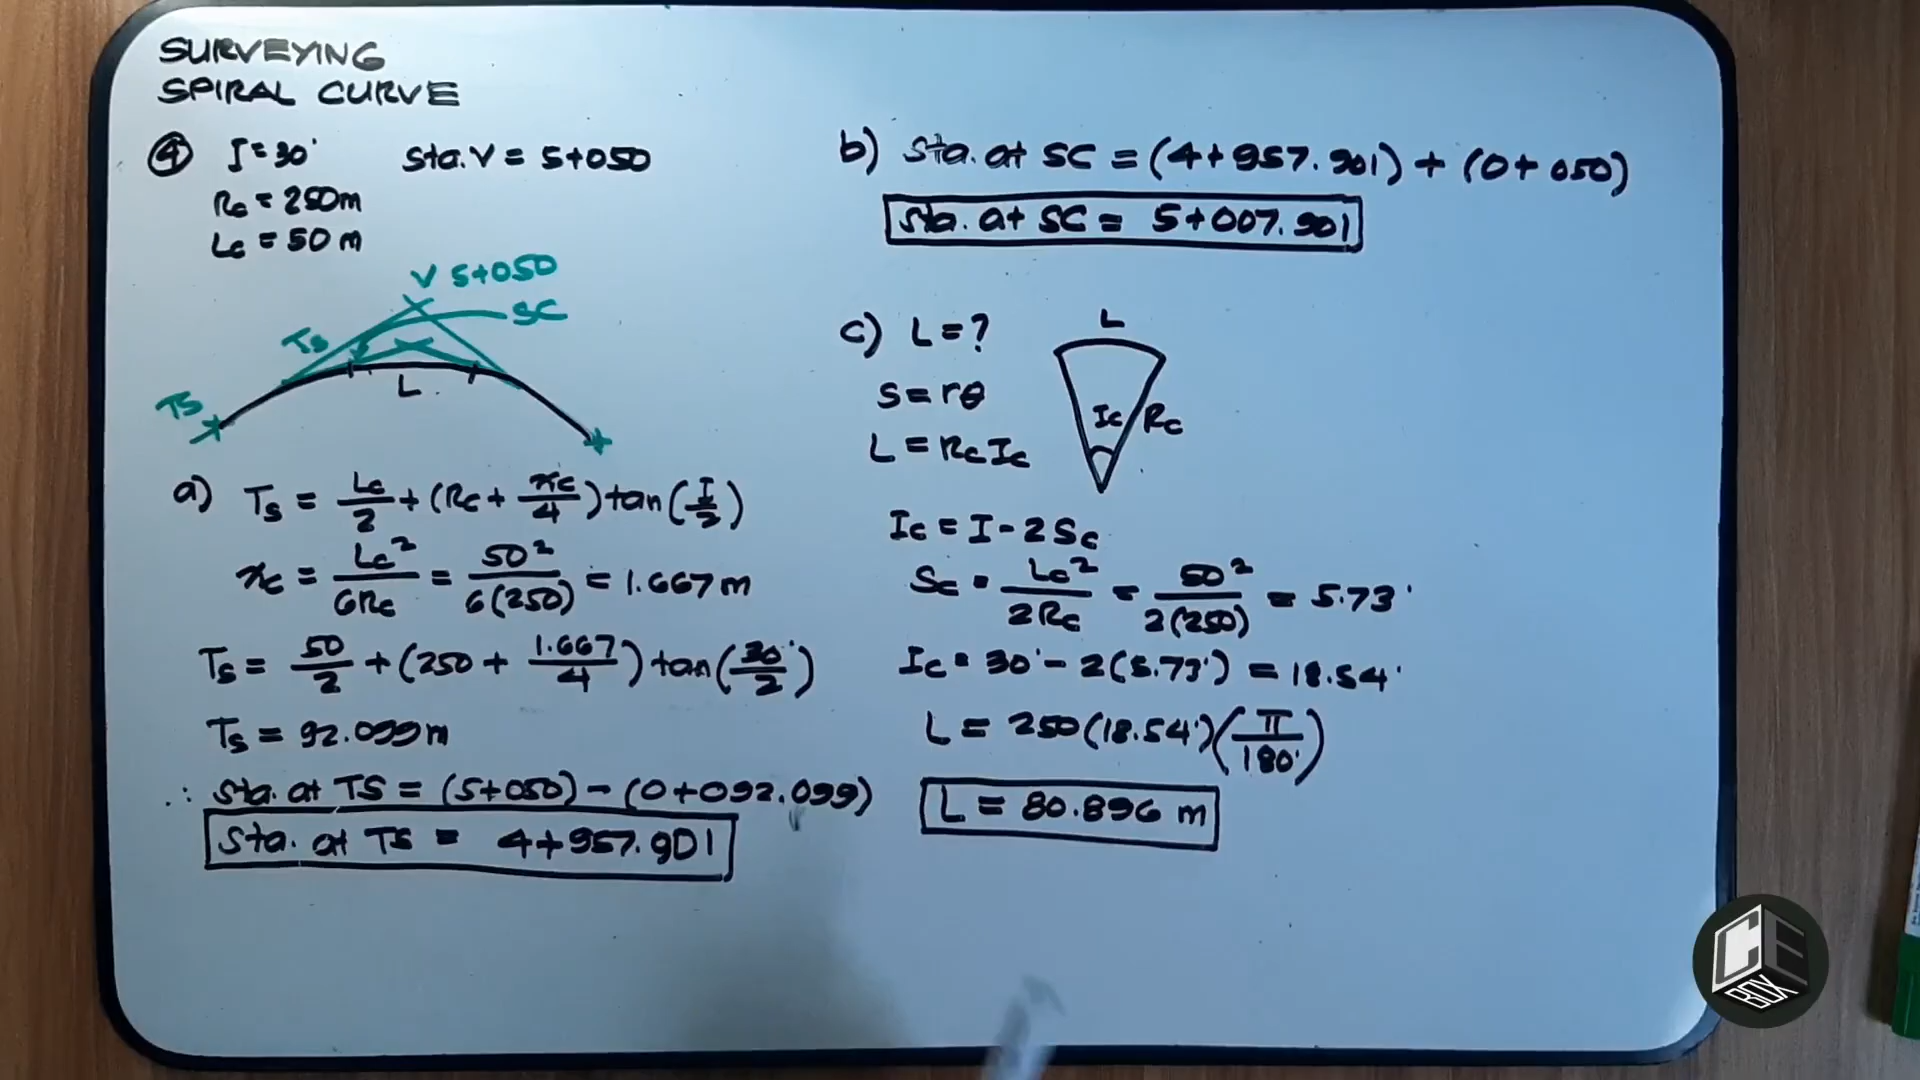 SURVEYING
SPIRAL CURVE
④ I = 30° Sta. V = 5+050
Rc = 250m
Lc = 50 m
V 5+050
SC
Ts
L
TS
a) Ts = Lc/2 + (Rc + xc/4) tan (I/2)
xc = Lc²/6Rc = 50²/6(250) = 1.667 m
Ts = 50/2 + (250 + 1.667/4) tan (30°/2)
Ts = 92.099 m
∴ Sta. at TS = (5+050) - (0+092.099)
Sta. at TS = 4+957.901
b) Sta. at SC = (4+957.901) + (0+050)
Sta. at SC = 5+007.901
c) L = ?
L
S = rθ
Ic Rc
L = Rc Ic
Ic = I - 2Sc
Sc = Lc²/2Rc = 50²/2(250) = 5.73°
Ic = 30° - 2(5.73°) = 18.54°
L = 250(18.54°)(π/180°)
L = 80.896 m
CE
BOX